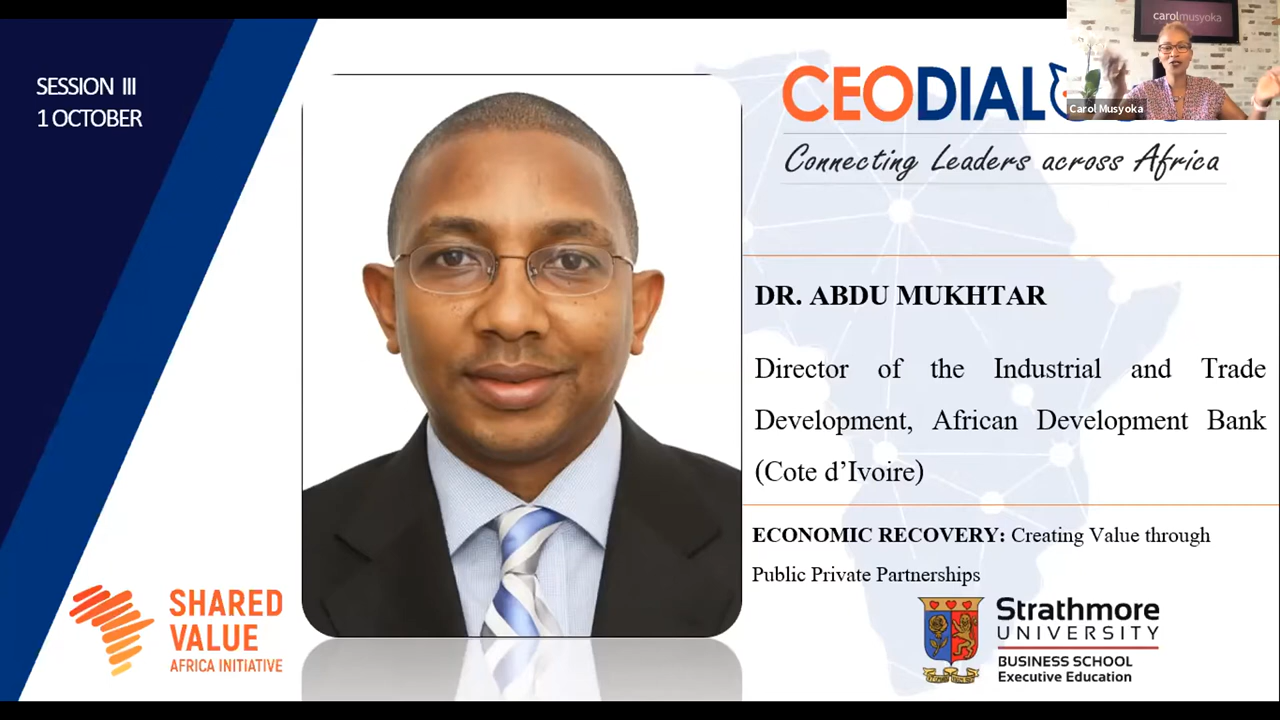 SESSION III
1 OCTOBER
carolmusyoka
Carol Musyoka
CEODIAL
Connecting Leaders across Africa
DR. ABDU MUKHTAR
Director of the Industrial and Trade
Development, African Development Bank
(Cote d’Ivoire)
ECONOMIC RECOVERY: Creating Value through
Public Private Partnerships
SHARED
VALUE
AFRICA INITIATIVE
Strathmore
UNIVERSITY
BUSINESS SCHOOL
Executive Education